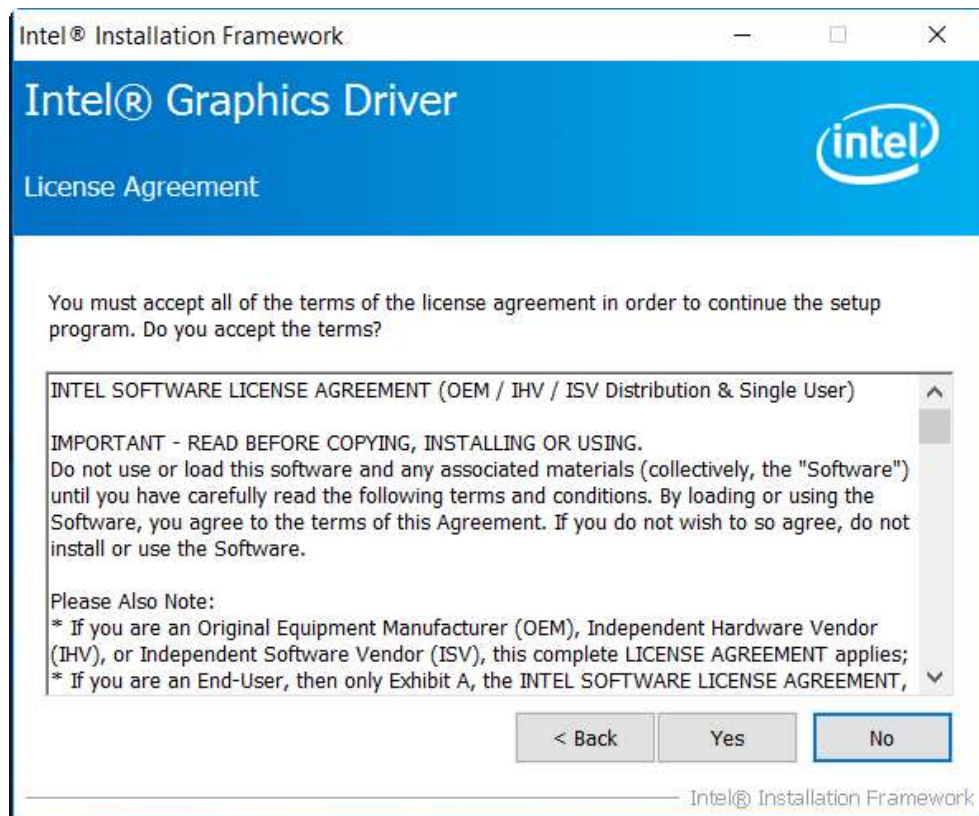 Intel® Installation Framework
Intel® Graphics Driver
intel
License Agreement
You must accept all of the terms of the license agreement in order to continue the setup
program. Do you accept the terms?
INTEL SOFTWARE LICENSE AGREEMENT (OEM / IHV / ISV Distribution & Single User)
IMPORTANT - READ BEFORE COPYING, INSTALLING OR USING.
Do not use or load this software and any associated materials (collectively, the "Software")
until you have carefully read the following terms and conditions. By loading or using the
Software, you agree to the terms of this Agreement. If you do not wish to so agree, do not
install or use the Software.
Please Also Note:
* If you are an Original Equipment Manufacturer (OEM), Independent Hardware Vendor
(IHV), or Independent Software Vendor (ISV), this complete LICENSE AGREEMENT applies;
* If you are an End-User, then only Exhibit A, the INTEL SOFTWARE LICENSE AGREEMENT,
< Back Yes No
Intel® Installation Framework